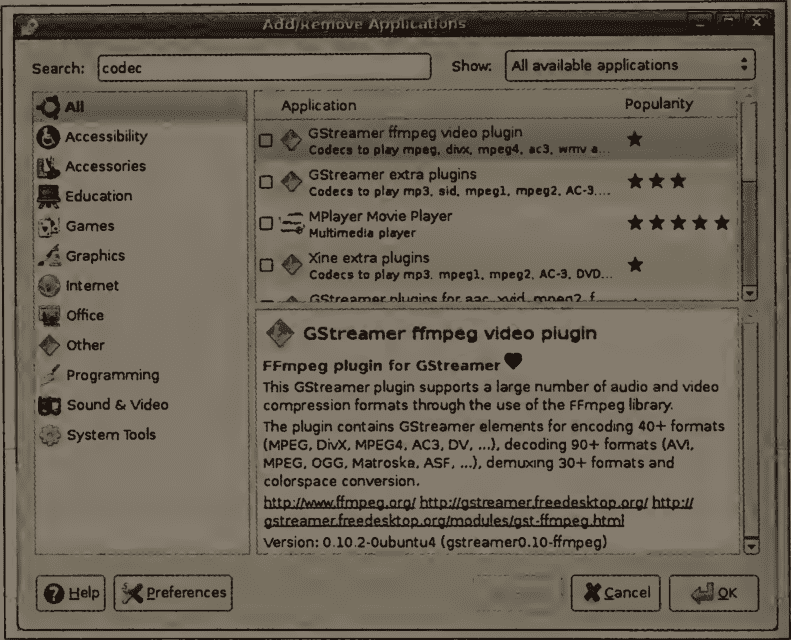 Add/Remove Applications
Search: codec Show: All available applications
All
Accessibility
Accessories
Education
Games
Graphics
Internet
Office
Other
Programming
Sound & Video
System Tools
Application Popularity
GStreamer ffmpeg video plugin
Codecs to play mpeg, divx, mpeg4, ac3, wmv a...
GStreamer extra plugins
Codecs to play mp3, sid, mpeg1, mpeg2, AC-3,...
MPlayer Movie Player
Multimedia player
Xine extra plugins
Codecs to play mp3, mpeg1, mpeg2, AC-3, DVD...
GStreamer plugins for aac, xvid, mpeg2, f
GStreamer ffmpeg video plugin
FFmpeg plugin for GStreamer
This GStreamer plugin supports a large number of audio and video
compression formats through the use of the FFmpeg library.
The plugin contains GStreamer elements for encoding 40+ formats
(MPEG, DivX, MPEG4, AC3, DV, ...), decoding 90+ formats (AVI,
MPEG, OGG, Matroska, ASF, ...), demuxing 30+ formats and
colorspace conversion.
http://www.ffmpeg.org/ http://gstreamer.freedesktop.org/ http://
gstreamer.freedesktop.org/modules/gst-ffmpeg.html
Version: 0.10.2-0ubuntu4 (gstreamer0.10-ffmpeg)
Help Preferences Cancel OK